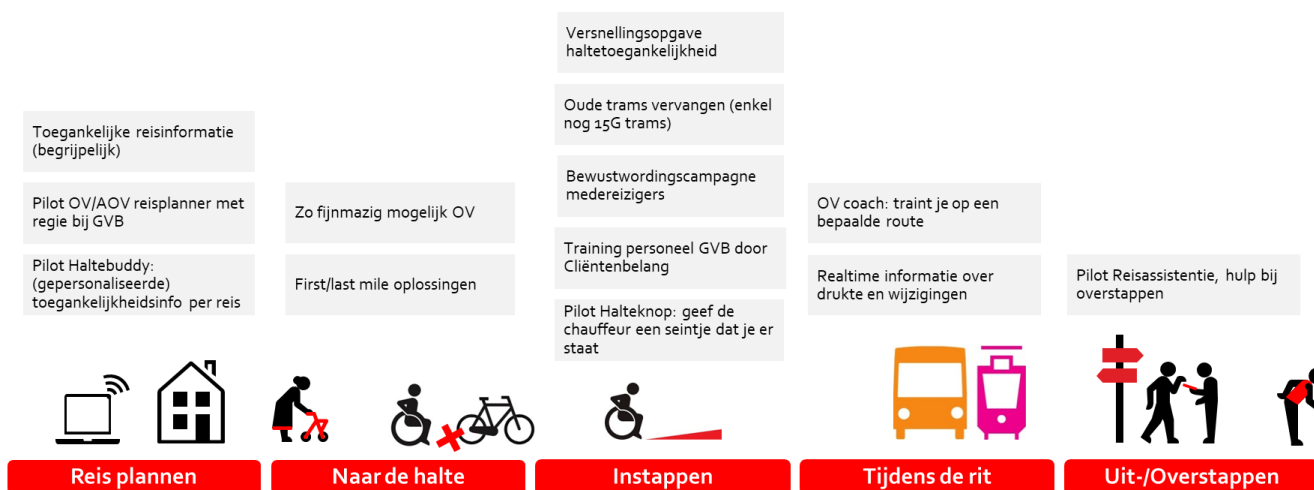 Toegankelijke reisinformatie
(begrijpelijk)
Pilot OV/AOV reisplanner met
regie bij GVB
Pilot Haltebuddy:
(gepersonaliseerde)
toegankelijkheidsinfo per reis
Reis plannen
Zo fijnmazig mogelijk OV
First/last mile oplossingen
Naar de halte
Versnellingsopgave
haltetoegankelijkheid
Oude trams vervangen (enkel
nog 15G trams)
Bewustwordingscampagne
medereizigers
Training personeel GVB door
Cliëntenbelang
Pilot Halteknop: geef de
chauffeur een seintje dat je er
staat
Instappen
OV coach: traint je op een
bepaalde route
Realtime informatie over
drukte en wijzigingen
Tijdens de rit
Pilot Reisassistentie, hulp bij
overstappen
Uit-/Overstappen